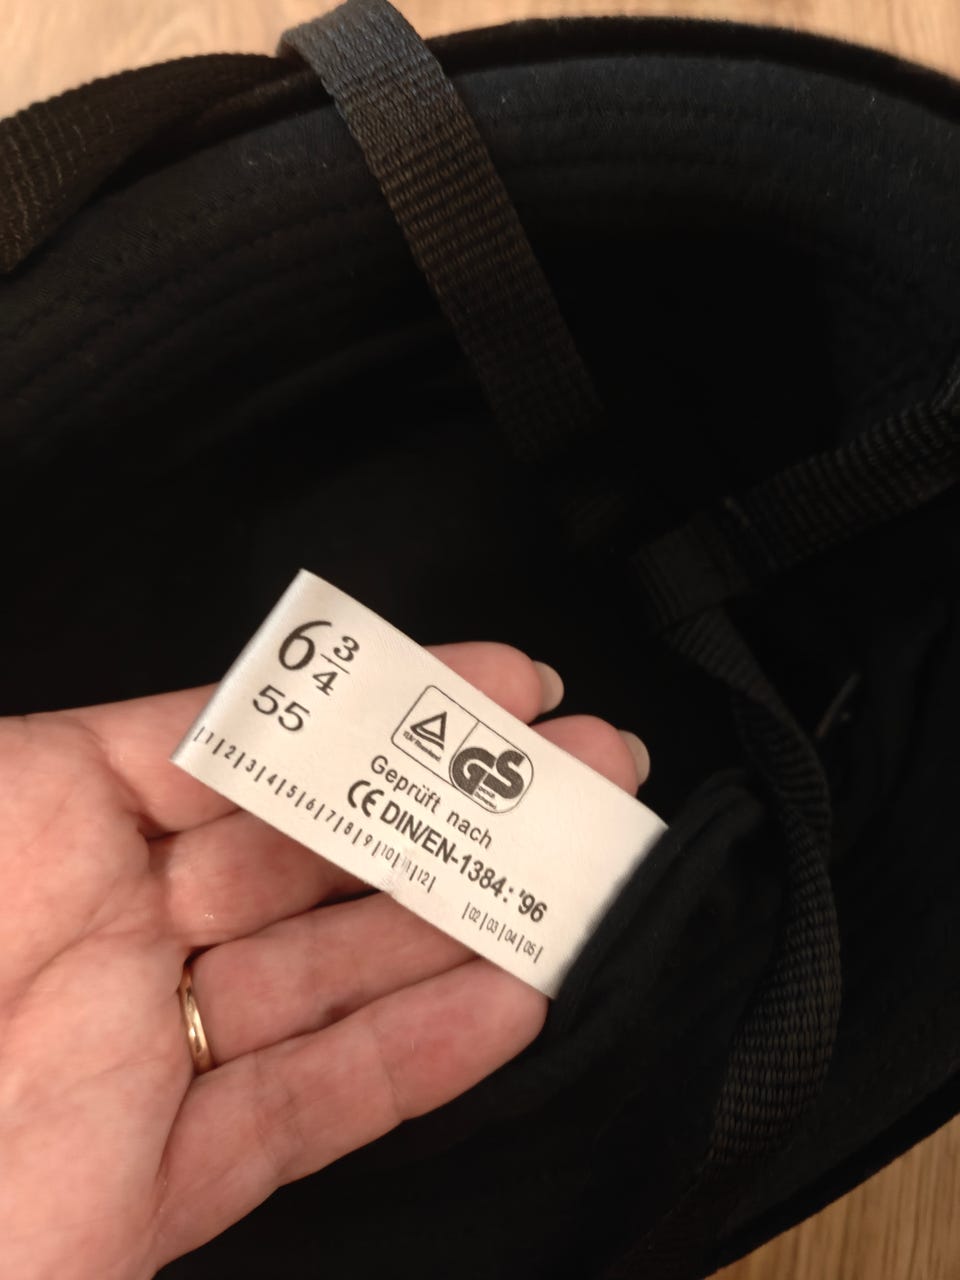 6 3/4
55
GS
Geprüft nach
CE DIN/EN-1384: '96
|1|2|3|4|5|6|7|8|9|10|11|12|
|02|03|04|05|